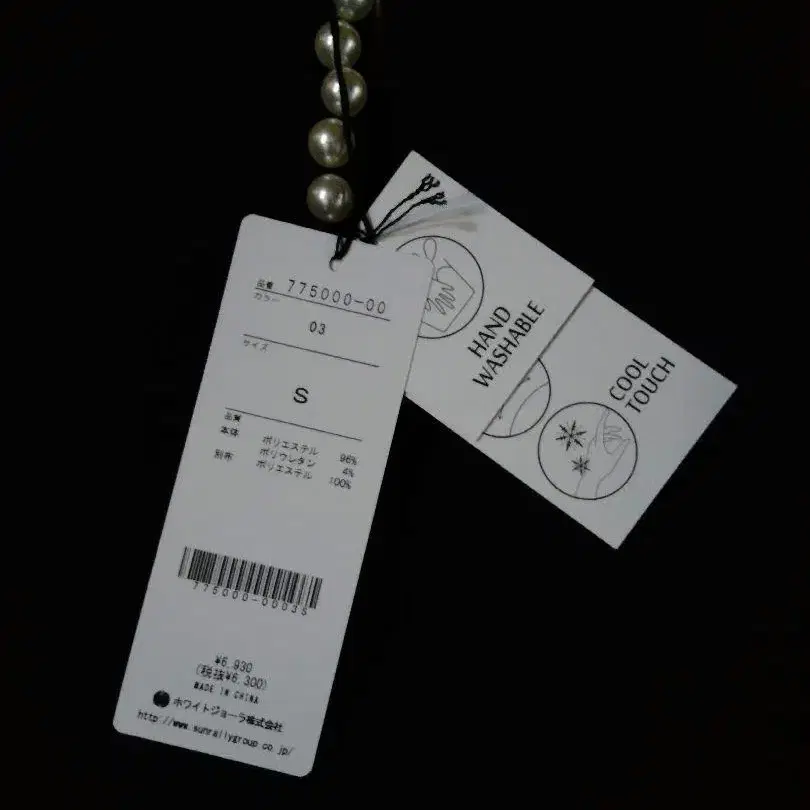 品番 775000-00
カラー
03
サイズ
S
品質
本体 ポリエステル 96%
ポリウレタン 4%
別布 ポリエステル 100%
775000-0003S
¥6,930
(税抜¥6,300)
MADE IN CHINA
ホワイトジョーラ株式会社
http://www.sunrallygroup.co.jp/
HAND
WASHABLE
COOL
TOUCH